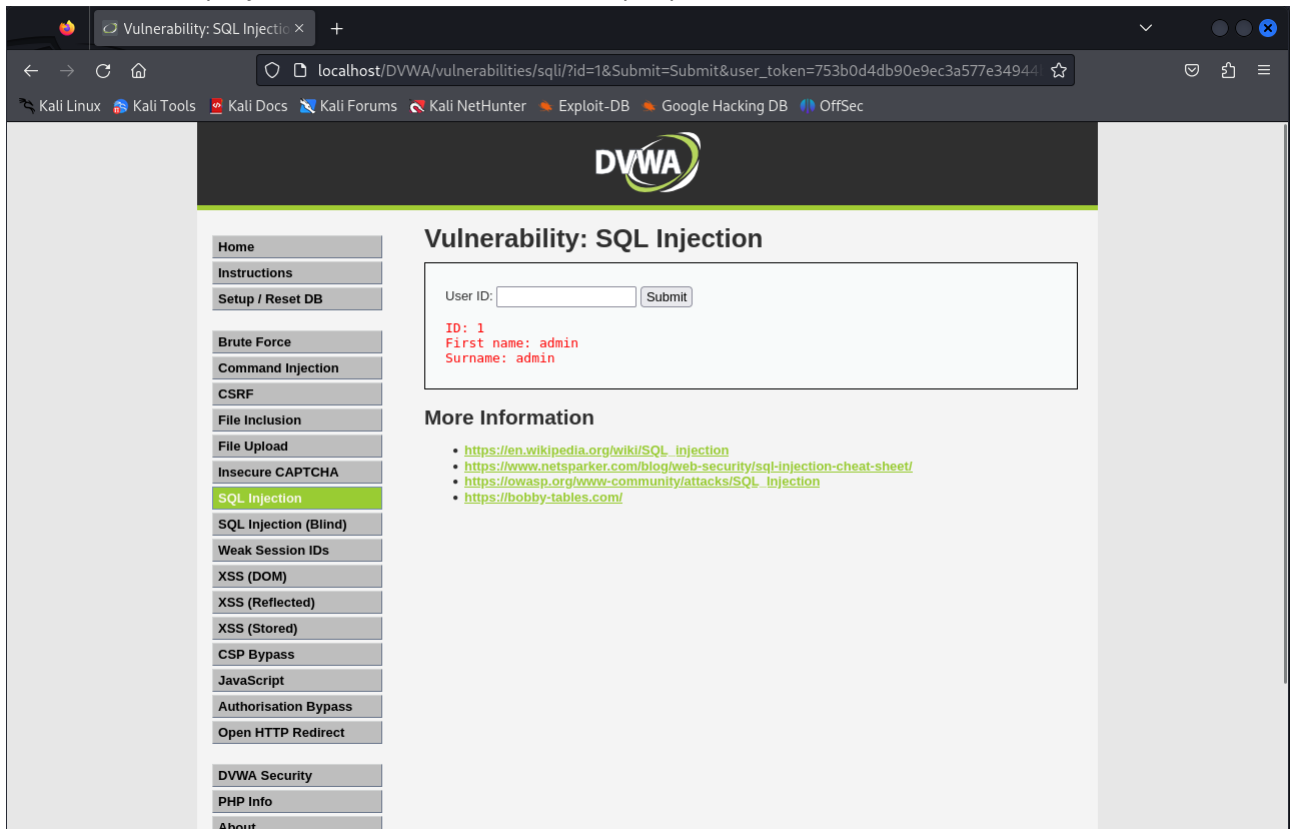 Vulnerability: SQL Injectio
localhost/DVWA/vulnerabilities/sqli/?id=1&Submit=Submit&user_token=753b0d4db90e9ec3a577e34944
Kali Linux Kali Tools Kali Docs Kali Forums Kali NetHunter Exploit-DB Google Hacking DB OffSec
DVWA
Home
Instructions
Setup / Reset DB
Brute Force
Command Injection
CSRF
File Inclusion
File Upload
Insecure CAPTCHA
SQL Injection
SQL Injection (Blind)
Weak Session IDs
XSS (DOM)
XSS (Reflected)
XSS (Stored)
CSP Bypass
JavaScript
Authorisation Bypass
Open HTTP Redirect
DVWA Security
PHP Info
About
Vulnerability: SQL Injection
User ID: Submit
ID: 1
First name: admin
Surname: admin
More Information
https://en.wikipedia.org/wiki/SQL_injection
https://www.netsparker.com/blog/web-security/sql-injection-cheat-sheet/
https://owasp.org/www-community/attacks/SQL_Injection
https://bobby-tables.com/